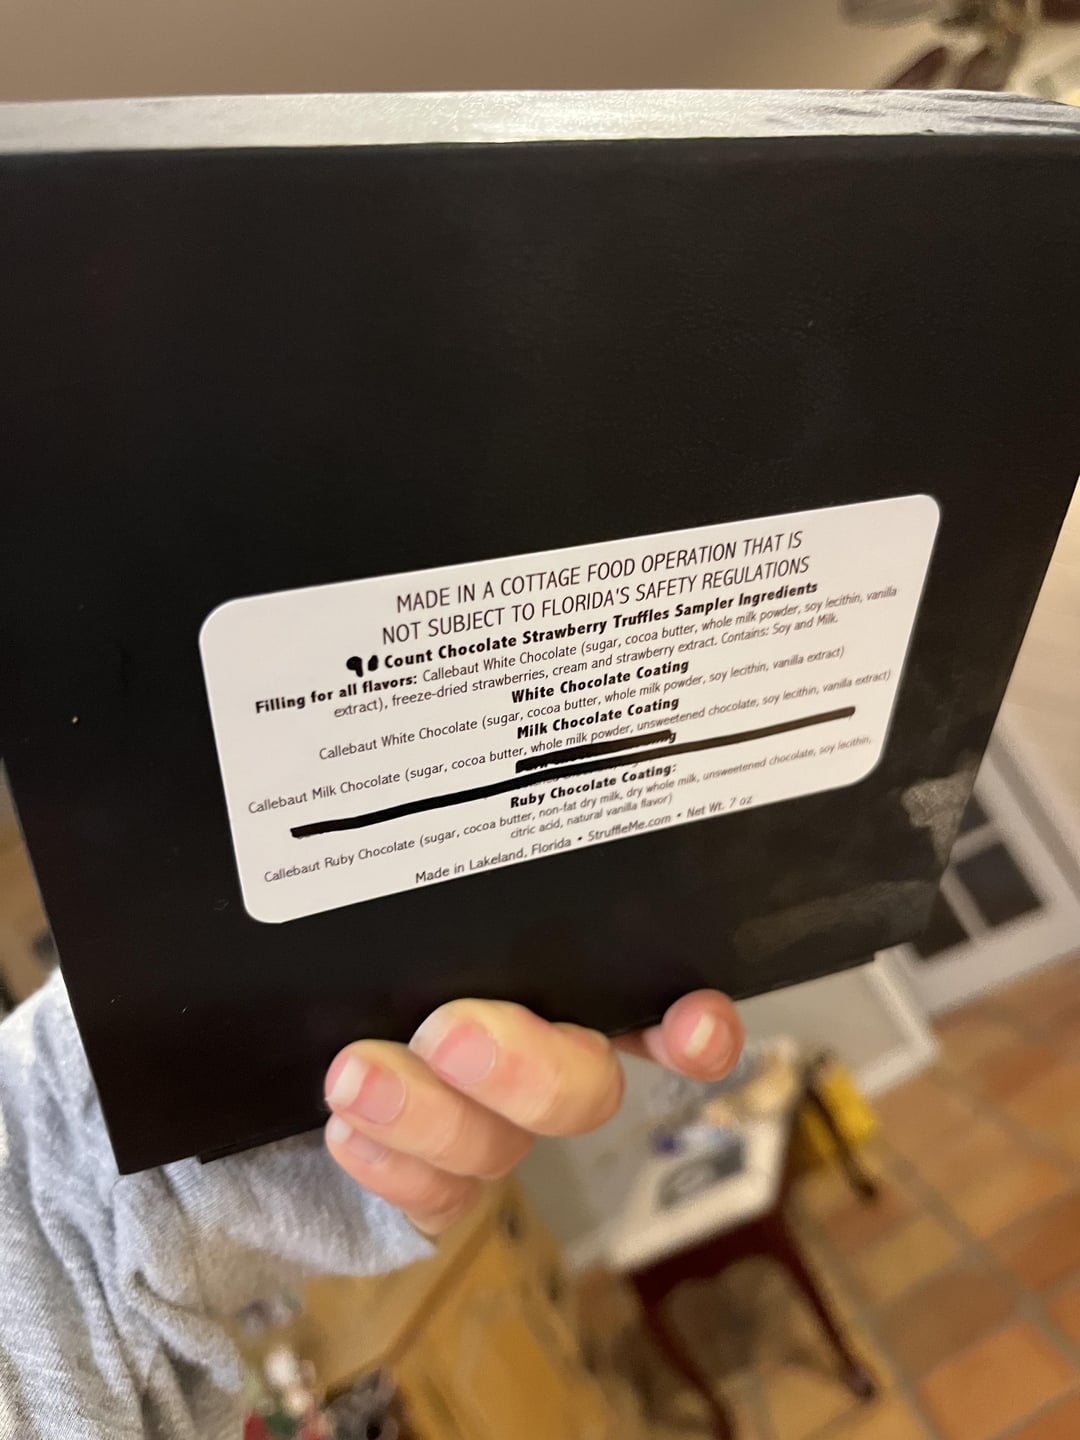 MADE IN A COTTAGE FOOD OPERATION THAT IS
NOT SUBJECT TO FLORIDA'S SAFETY REGULATIONS
Count Chocolate Strawberry Truffles Sampler Ingredients
Filling for all flavors: Callebaut White Chocolate (sugar, cocoa butter, whole milk powder, soy lecithin, vanilla
extract), freeze-dried strawberries, cream and strawberry extract. Contains: Soy and Milk.
White Chocolate Coating
Callebaut White Chocolate (sugar, cocoa butter, whole milk powder, soy lecithin, vanilla extract)
Milk Chocolate Coating
Callebaut Milk Chocolate (sugar, cocoa butter, whole milk powder, unsweetened chocolate, soy lecithin, vanilla extract)
Ruby Chocolate Coating:
Callebaut Ruby Chocolate (sugar, cocoa butter, non-fat dry milk, dry whole milk, unsweetened chocolate, soy lecithin,
citric acid, natural vanilla flavor)
Made in Lakeland, Florida • StruffleMe.com • Net Wt. 7 oz